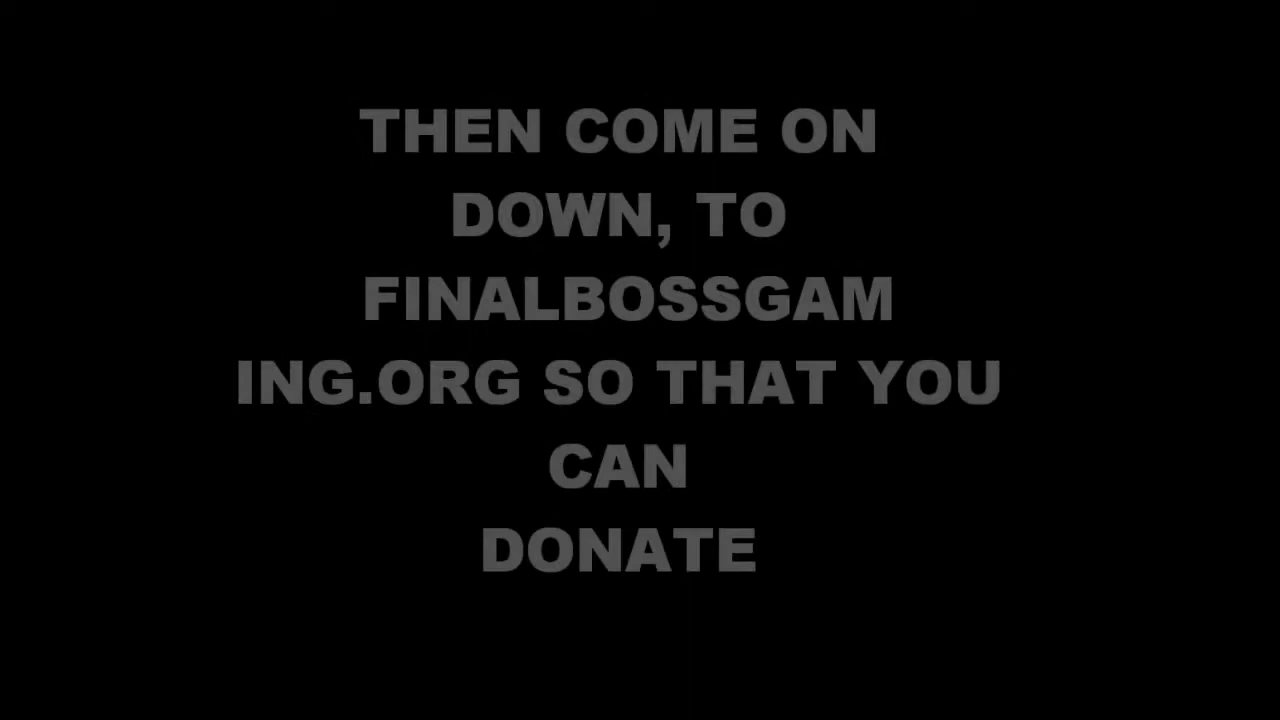 THEN COME ON
DOWN, TO
FINALBOSSGAM
ING.ORG SO THAT YOU
CAN
DONATE